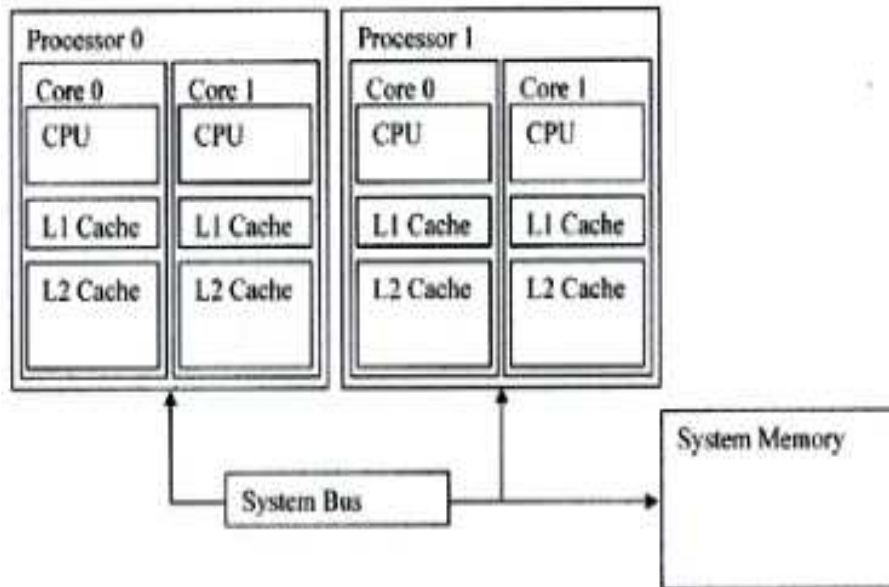 Processor 0
Core 0
CPU
L1 Cache
L2 Cache
Core 1
CPU
L1 Cache
L2 Cache
Processor 1
Core 0
CPU
L1 Cache
L2 Cache
Core 1
CPU
L1 Cache
L2 Cache
System Bus
System Memory